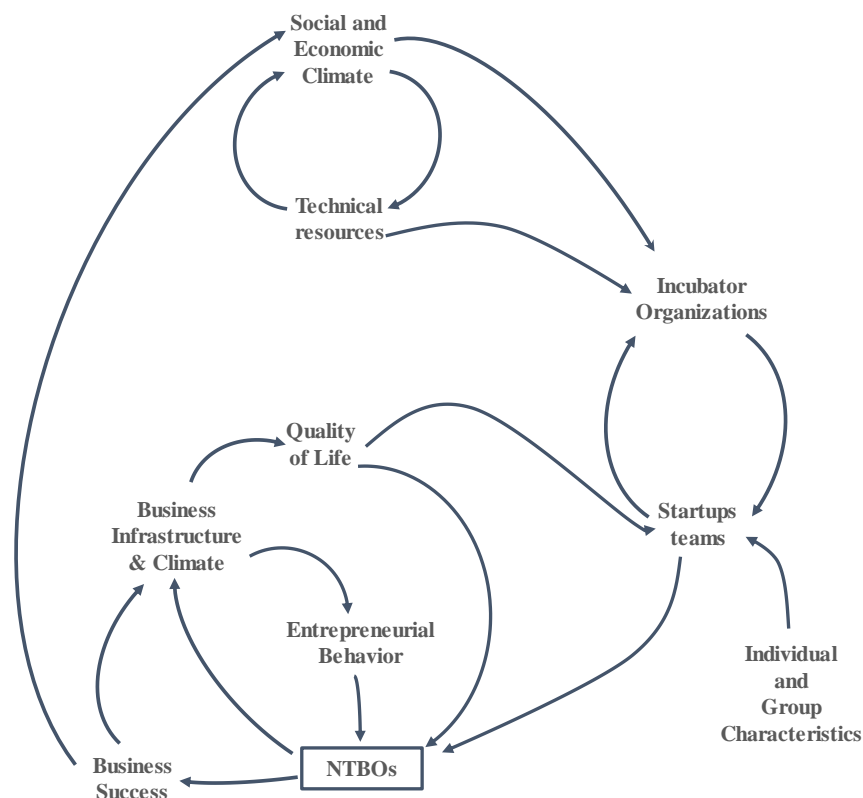 Social and
Economic
Climate
Technical
resources
Incubator
Organizations
Quality
of Life
Business
Infrastructure
& Climate
Startups
teams
Entrepreneurial
Behavior
Individual
and
Group
Characteristics
NTBOs
Business
Success